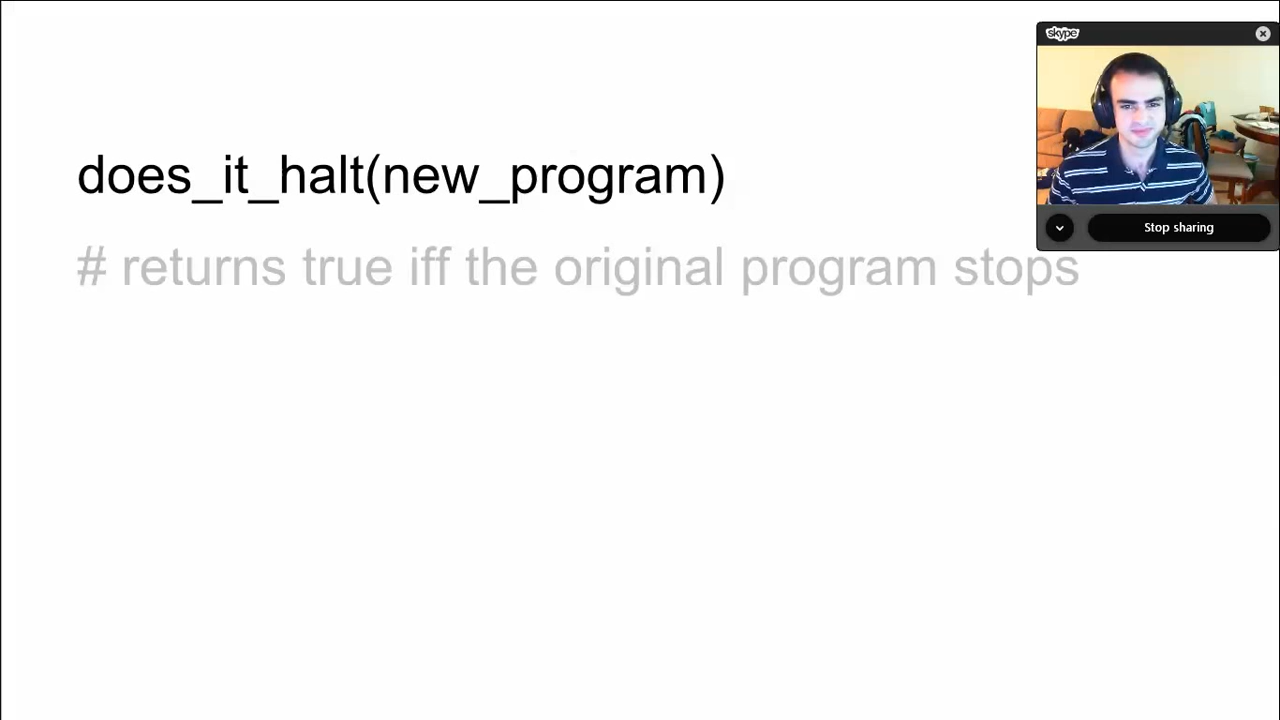 skype
does_it_halt(new_program)
Stop sharing
# returns true iff the original program stops